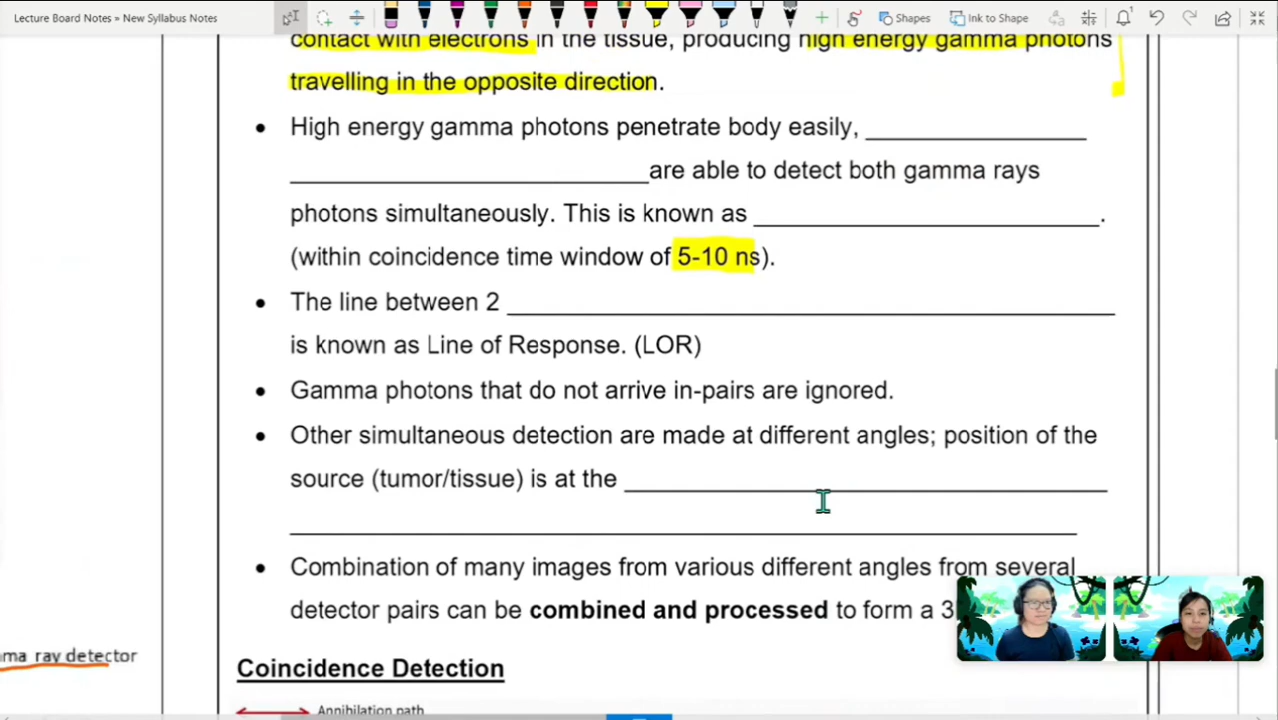 Lecture Board Notes » New Syllabus Notes
Shapes
Ink to Shape
contact with electrons in the tissue, producing high energy gamma photons
travelling in the opposite direction.
• High energy gamma photons penetrate body easily, ____________
____________are able to detect both gamma rays
photons simultaneously. This is known as ____________.
(within coincidence time window of 5-10 ns).
• The line between 2 ____________
is known as Line of Response. (LOR)
• Gamma photons that do not arrive in-pairs are ignored.
• Other simultaneous detection are made at different angles; position of the
source (tumor/tissue) is at the ____________
____________
• Combination of many images from various different angles from several
detector pairs can be combined and processed to form a 3
ray detector
Coincidence Detection
Annihilation path